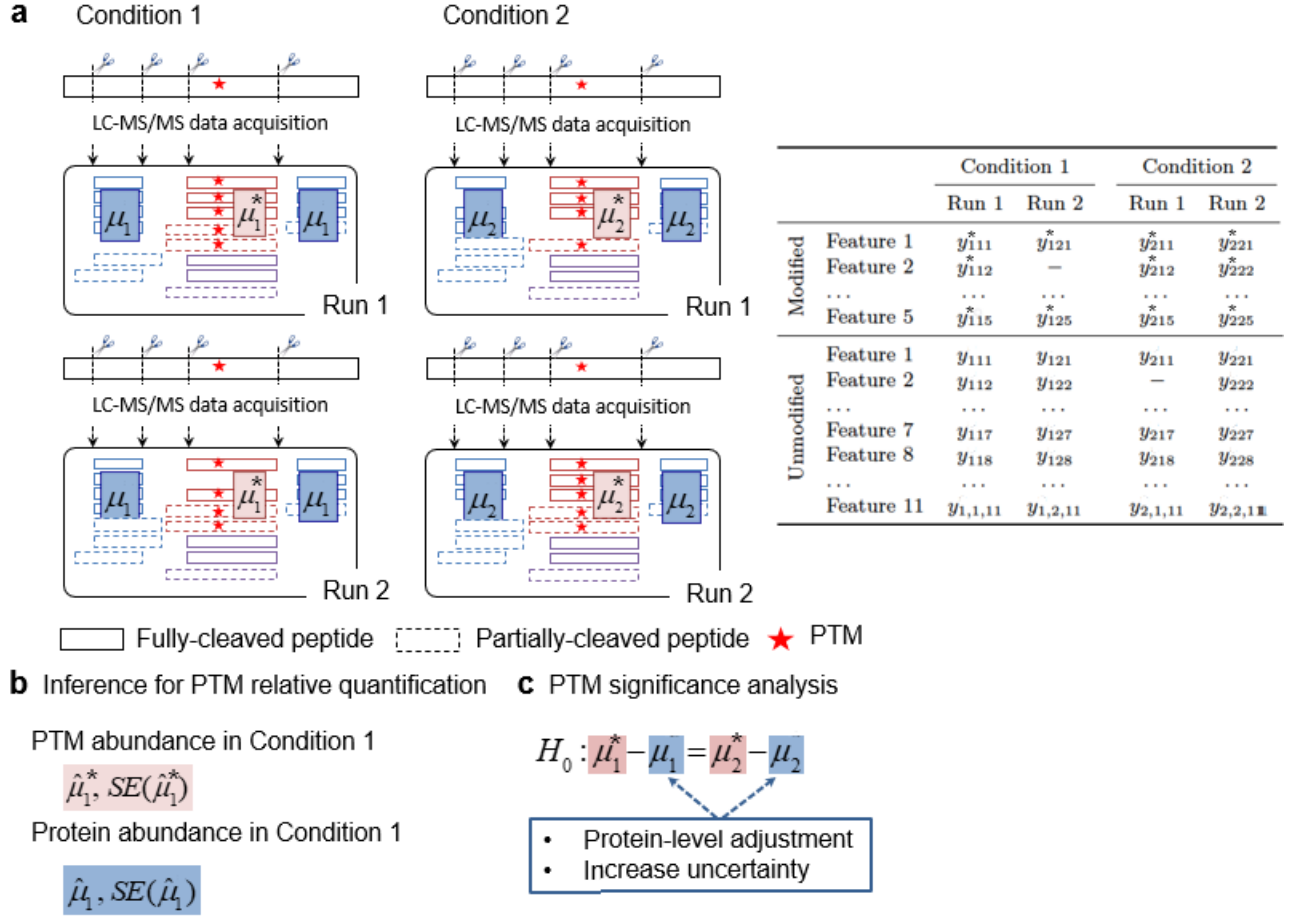 a Condition 1 Condition 2
LC-MS/MS data acquisition
μ₁ μ₁* μ₁
Run 1
LC-MS/MS data acquisition
μ₂ μ₂* μ₂
Run 1
LC-MS/MS data acquisition
μ₁ μ₁* μ₁
Run 2
LC-MS/MS data acquisition
μ₂ μ₂* μ₂
Run 2
Fully-cleaved peptide Partially-cleaved peptide PTM
Condition 1 Condition 2
Run 1 Run 2 Run 1 Run 2
Modified
Feature 1 y*₁₁₁ y*₁₂₁ y*₂₁₁ y*₂₂₁
Feature 2 y*₁₁₂ – y*₂₁₂ y*₂₂₂
... ... ... ... ...
Feature 5 y*₁₁₅ y*₁₂₅ y*₂₁₅ y*₂₂₅
Unmodified
Feature 1 y₁₁₁ y₁₂₁ y₂₁₁ y₂₂₁
Feature 2 y₁₁₂ y₁₂₂ – y₂₂₂
... ... ... ... ...
Feature 7 y₁₁₇ y₁₂₇ y₂₁₇ y₂₂₇
Feature 8 y₁₁₈ y₁₂₈ y₂₁₈ y₂₂₈
... ... ... ... ...
Feature 11 y₁,₁,₁₁ y₁,₂,₁₁ y₂,₁,₁₁ y₂,₂,₁₁
b Inference for PTM relative quantification
PTM abundance in Condition 1
μ̂₁*, SE(μ̂₁*)
Protein abundance in Condition 1
μ̂₁, SE(μ̂₁)
c PTM significance analysis
H₀: μ₁* − μ₁ = μ₂* − μ₂
• Protein-level adjustment
• Increase uncertainty